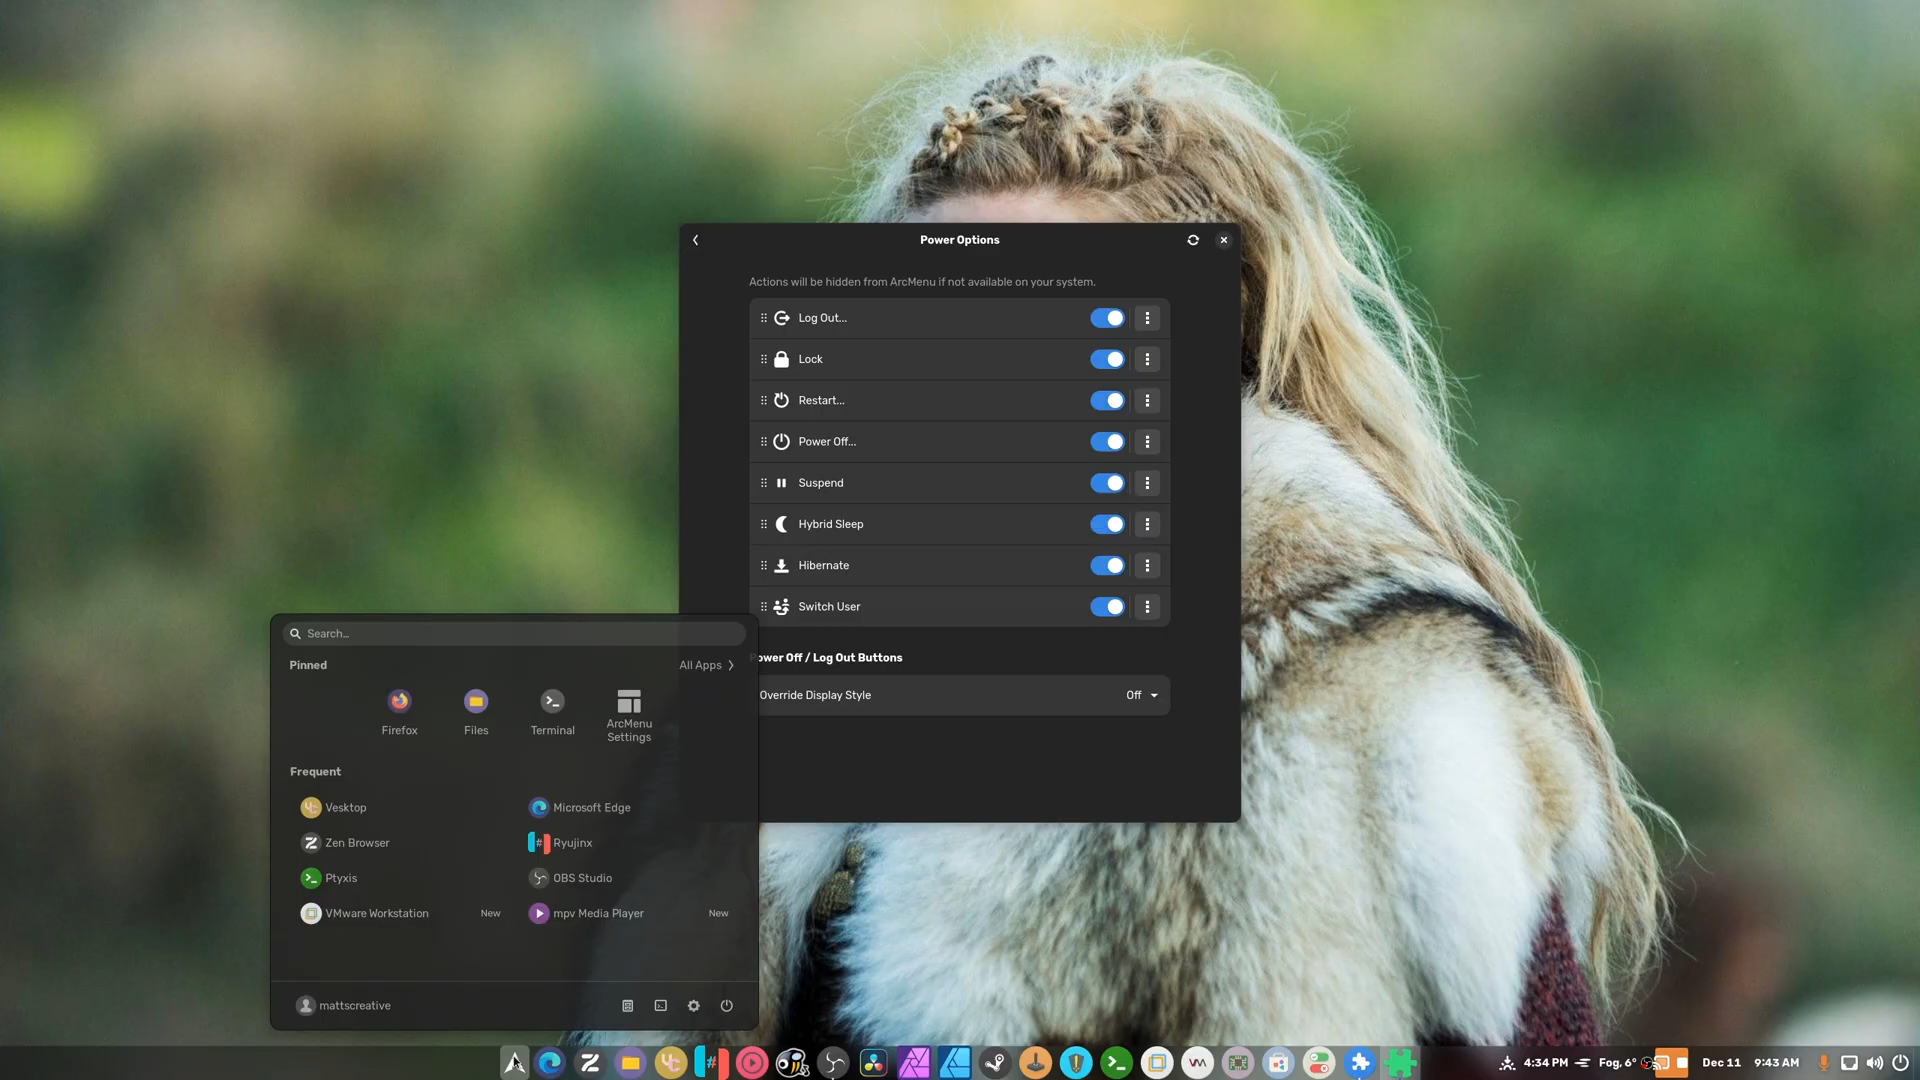 Power Options
Actions will be hidden from ArcMenu if not available on your system.
Log Out...
Lock
Restart...
Power Off...
Suspend
Hybrid Sleep
Hibernate
Switch User
ower Off / Log Out Buttons
Override Display Style
Off
Search...
Pinned
All Apps
Firefox
Files
Terminal
ArcMenu
Settings
Frequent
Vesktop
Microsoft Edge
Zen Browser
Ryujinx
Ptyxis
OBS Studio
VMware Workstation
New
mpv Media Player
New
mattscreative
4:34 PM
Fog, 6°
Dec 11
9:43 AM